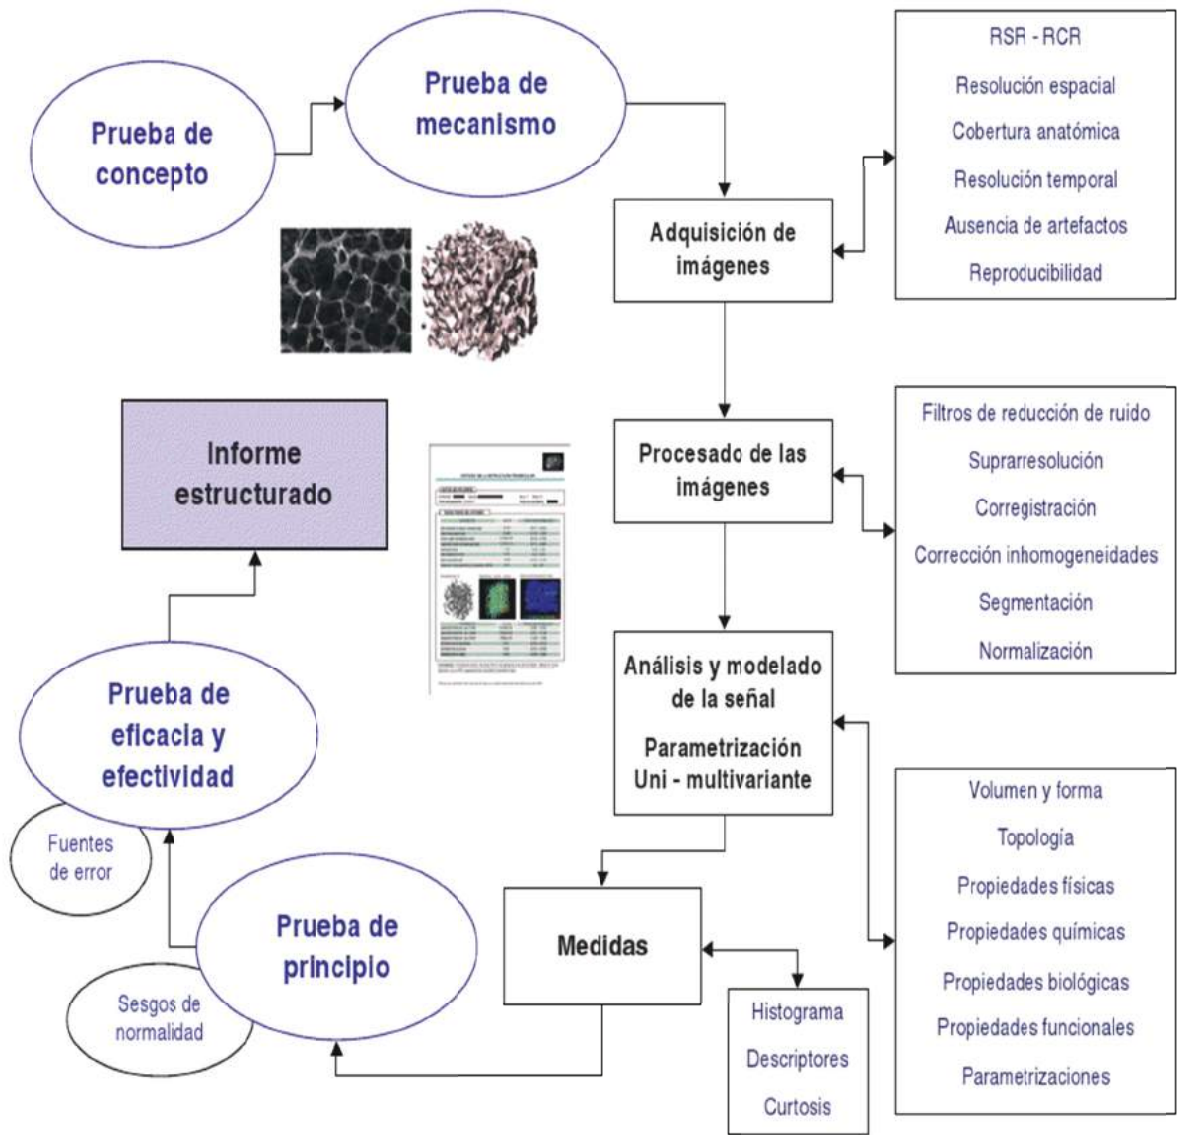 Prueba de
concepto
Prueba de
mecanismo
RSR - RCR
Resolución espacial
Cobertura anatómica
Resolución temporal
Ausencia de artefactos
Reproducibilidad
Adquisición de
imágenes
Procesado de las
imágenes
Filtros de reducción de ruido
Suprarresolución
Corregistración
Corrección inhomogeneidades
Segmentación
Normalización
Análisis y modelado
de la señal
Parametrización
Uni - multivariante
Volumen y forma
Topología
Propiedades físicas
Propiedades químicas
Propiedades biológicas
Propiedades funcionales
Parametrizaciones
Medidas
Histograma
Descriptores
Curtosis
Prueba de
principio
Sesgos de
normalidad
Prueba de
eficacia y
efectividad
Fuentes
de error
Informe
estructurado